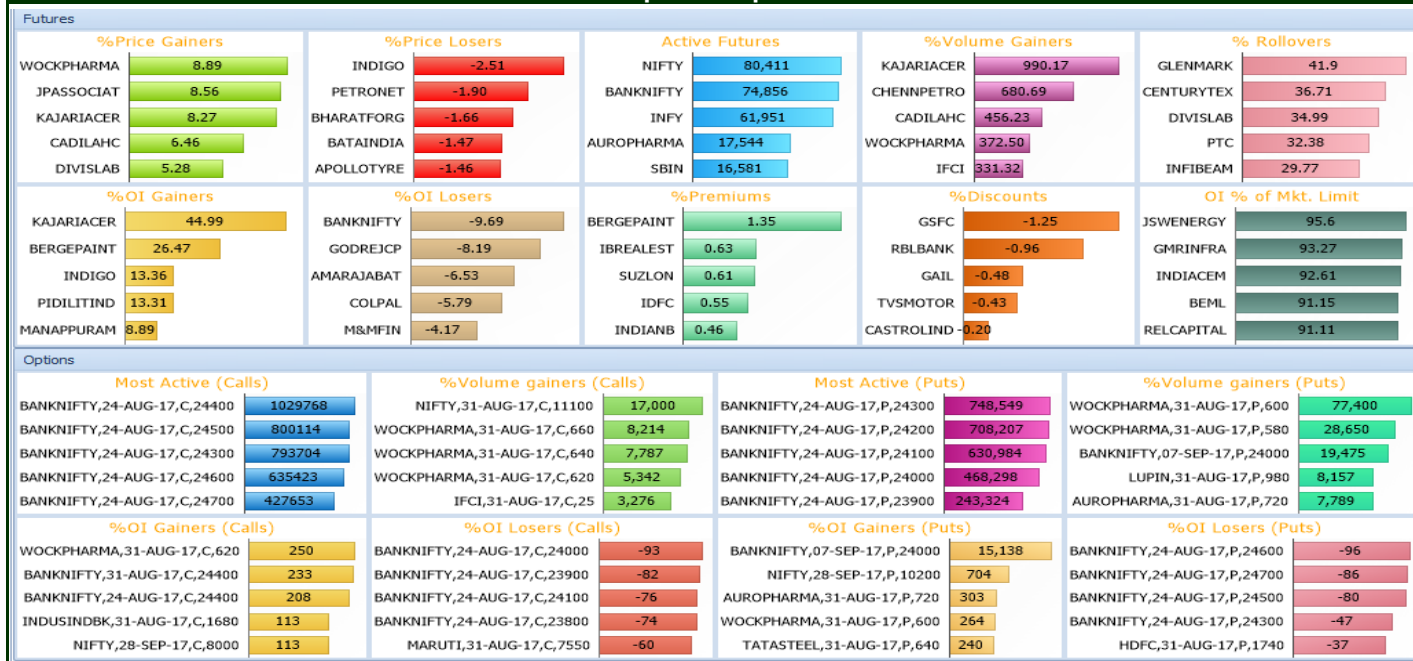 Futures
%Price Gainers
WOCKPHARMA 8.89
JPASSOCIAT 8.56
KAJARIACER 8.27
CADILAHC 6.46
DIVISLAB 5.28
%Price Losers
INDIGO -2.51
PETRONET -1.90
BHARATFORG -1.66
BATAINDIA -1.47
APOLLOTYRE -1.46
Active Futures
NIFTY 80,411
BANKNIFTY 74,856
INFY 61,951
AUROPHARMA 17,544
SBIN 16,581
%Volume Gainers
KAJARIACER 990.17
CHENNPETRO 680.69
CADILAHC 456.23
WOCKPHARMA 372.50
IFCI 331.32
% Rollovers
GLENMARK 41.9
CENTURYTEX 36.71
DIVISLAB 34.99
PTC 32.38
INFIBEAM 29.77
%OI Gainers
KAJARIACER 44.99
BERGEPAINT 26.47
INDIGO 13.36
PIDILITIND 13.31
MANAPPURAM 8.89
%OI Losers
BANKNIFTY -9.69
GODREJCP -8.19
AMARAJABAT -6.53
COLPAL -5.79
M&MFIN -4.17
%Premiums
BERGEPAINT 1.35
IBREALEST 0.63
SUZLON 0.61
IDFC 0.55
INDIANB 0.46
%Discounts
GSFC -1.25
RBLBANK -0.96
GAIL -0.48
TVSMOTOR -0.43
CASTROLIND -0.20
OI % of Mkt. Limit
JSWENERGY 95.6
GMRINFRA 93.27
INDIACEM 92.61
BEML 91.15
RELCAPITAL 91.11
Options
Most Active (Calls)
BANKNIFTY,24-AUG-17,C,24400 1029768
BANKNIFTY,24-AUG-17,C,24500 800114
BANKNIFTY,24-AUG-17,C,24300 793704
BANKNIFTY,24-AUG-17,C,24600 635423
BANKNIFTY,24-AUG-17,C,24700 427653
%Volume gainers (Calls)
NIFTY,31-AUG-17,C,11100 17,000
WOCKPHARMA,31-AUG-17,C,660 8,214
WOCKPHARMA,31-AUG-17,C,640 7,787
WOCKPHARMA,31-AUG-17,C,620 5,342
IFCI,31-AUG-17,C,25 3,276
Most Active (Puts)
BANKNIFTY,24-AUG-17,P,24300 748,549
BANKNIFTY,24-AUG-17,P,24200 708,207
BANKNIFTY,24-AUG-17,P,24100 630,984
BANKNIFTY,24-AUG-17,P,24000 468,298
BANKNIFTY,24-AUG-17,P,23900 243,324
%Volume gainers (Puts)
WOCKPHARMA,31-AUG-17,P,600 77,400
WOCKPHARMA,31-AUG-17,P,580 28,650
BANKNIFTY,07-SEP-17,P,24000 19,475
LUPIN,31-AUG-17,P,980 8,157
AUROPHARMA,31-AUG-17,P,720 7,789
%OI Gainers (Calls)
WOCKPHARMA,31-AUG-17,C,620 250
BANKNIFTY,31-AUG-17,C,24400 233
BANKNIFTY,24-AUG-17,C,24400 208
INDUSINDBK,31-AUG-17,C,1680 113
NIFTY,28-SEP-17,C,8000 113
%OI Losers (Calls)
BANKNIFTY,24-AUG-17,C,24000 -93
BANKNIFTY,24-AUG-17,C,23900 -82
BANKNIFTY,24-AUG-17,C,24100 -76
BANKNIFTY,24-AUG-17,C,23800 -74
MARUTI,31-AUG-17,C,7550 -60
%OI Gainers (Puts)
BANKNIFTY,07-SEP-17,P,24000 15,138
NIFTY,28-SEP-17,P,10200 704
AUROPHARMA,31-AUG-17,P,720 303
WOCKPHARMA,31-AUG-17,P,600 264
TATASTEEL,31-AUG-17,P,640 240
%OI Losers (Puts)
BANKNIFTY,24-AUG-17,P,24600 -96
BANKNIFTY,24-AUG-17,P,24700 -86
BANKNIFTY,24-AUG-17,P,24500 -80
BANKNIFTY,24-AUG-17,P,24300 -47
HDFC,31-AUG-17,P,1740 -37